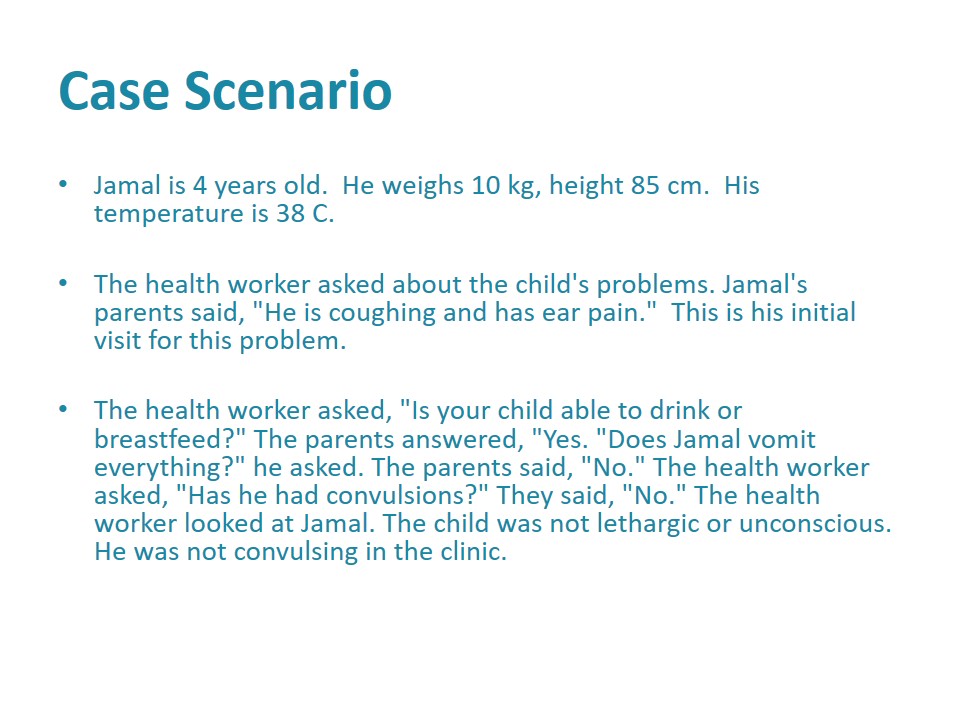 Case Scenario
• Jamal is 4 years old.  He weighs 10 kg, height 85 cm.  His
temperature is 38 C.
• The health worker asked about the child's problems. Jamal's
parents said, "He is coughing and has ear pain."  This is his initial
visit for this problem.
• The health worker asked, "Is your child able to drink or
breastfeed?" The parents answered, "Yes. "Does Jamal vomit
everything?" he asked. The parents said, "No." The health worker
asked, "Has he had convulsions?" They said, "No." The health
worker looked at Jamal. The child was not lethargic or unconscious.
He was not convulsing in the clinic.